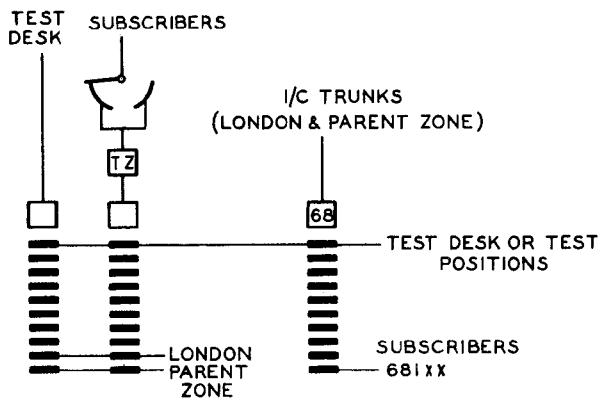 TEST
DESK
SUBSCRIBERS
I/C TRUNKS
(LONDON & PARENT ZONE)
TZ
68
TEST DESK OR TEST
POSITIONS
LONDON
PARENT
ZONE
SUBSCRIBERS
681XX